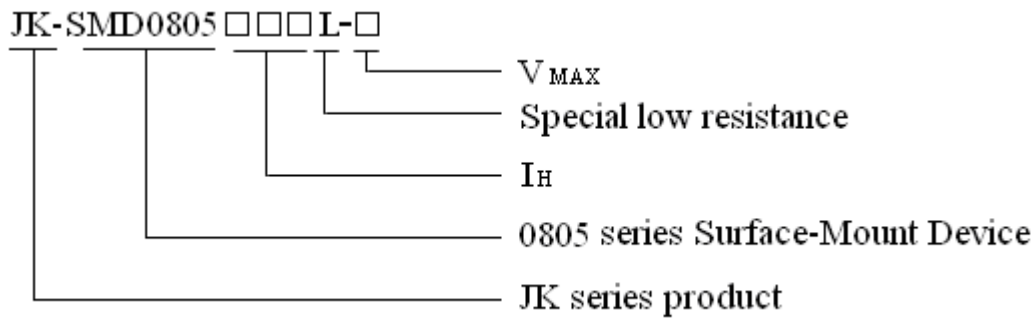 JK-SMD0805□□□L-□
VMAX
Special low resistance
IH
0805 series Surface-Mount Device
JK series product